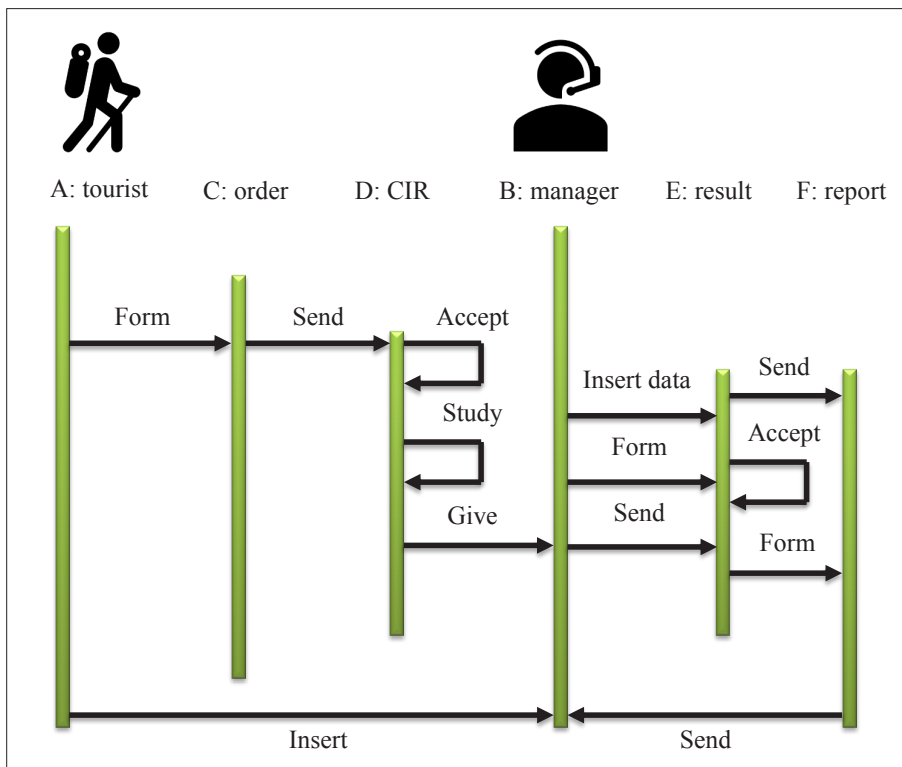 A: tourist
C: order
D: CIR
B: manager
E: result
F: report
Form
Send
Accept
Insert data
Send
Study
Form
Accept
Give
Send
Form
Insert
Send